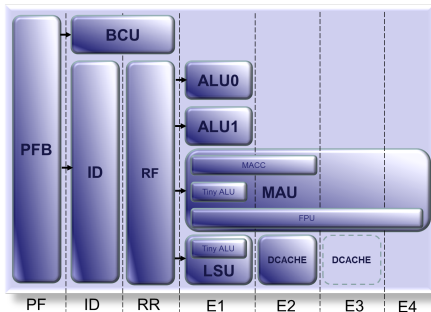 BCU
ALU0
ALU1
PFB
ID
RF
MACC
Tiny ALU
MAU
FPU
Tiny ALU
LSU
DCACHE
DCACHE
PF ID RR E1 E2 E3 E4